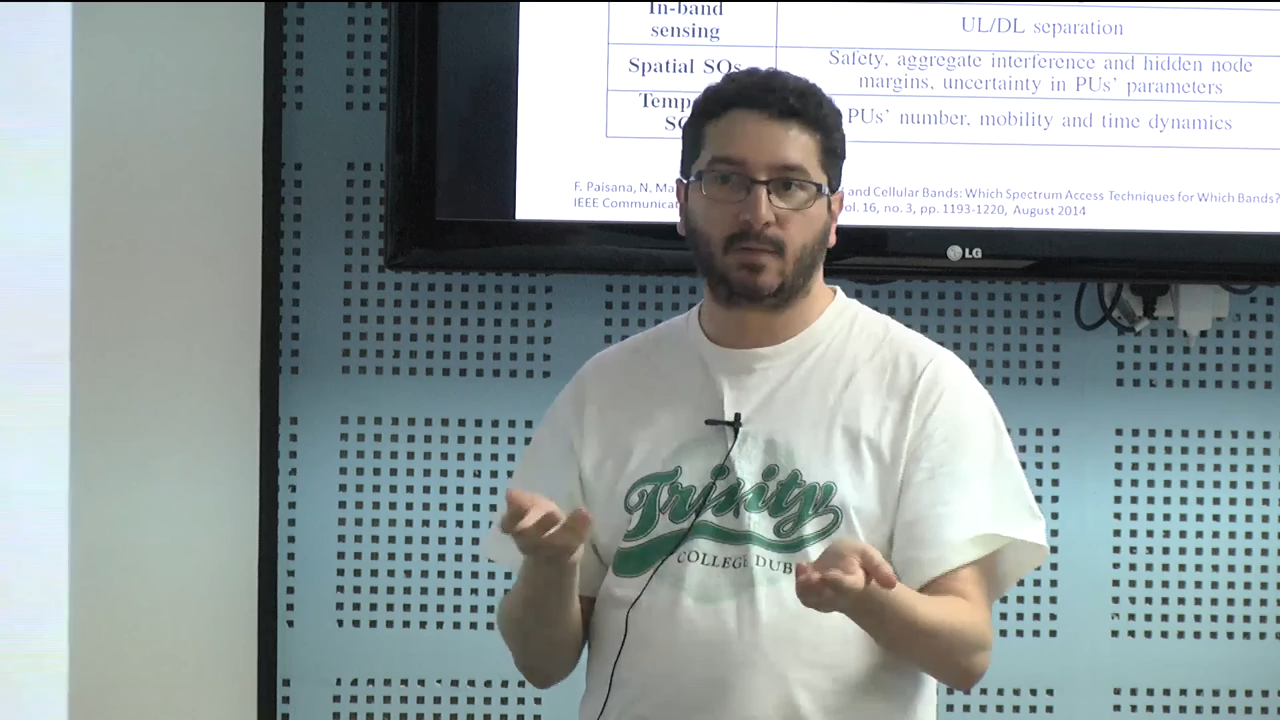 In-band
sensing
UL/DL separation
Spatial SOs
Safety, aggregate interference and hidden node
margins, uncertainty in PUs' parameters
PUs' number, mobility and time dynamics
F. Paisana, N. and Cellular Bands: Which Spectrum Access Techniques for Which Bands?
IEEE vol. 16, no. 3, pp. 1193-1220, August 2014
LG
Trinity
COLLEGE DUB